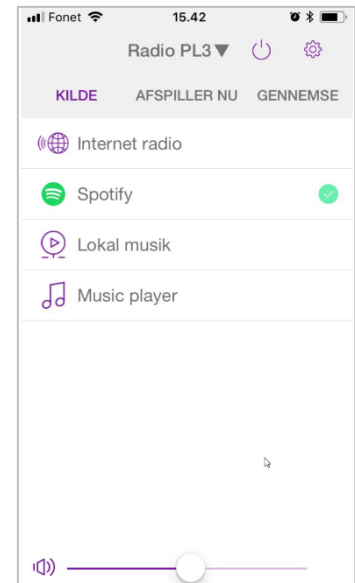 Fonet 15.42
Radio PL3▼
KILDE AFSPILLER NU GENNEMSE
Internet radio
Spotify
Lokal musik
Music player